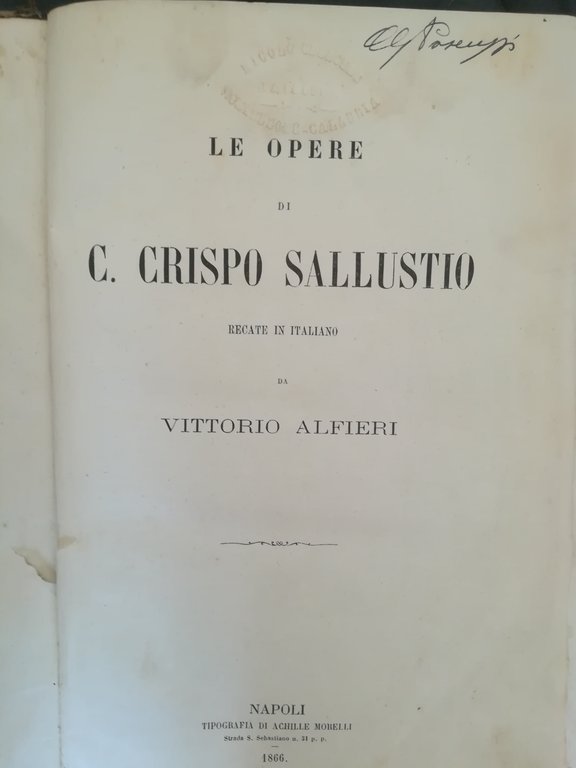 LE OPERE
DI
C. CRISPO SALLUSTIO
RECATE IN ITALIANO
DA
VITTORIO ALFIERI
NAPOLI
TIPOGRAFIA DI ACHILLE MORELLI
Strada S. Sebastiano n. 51 p. p.
1866.